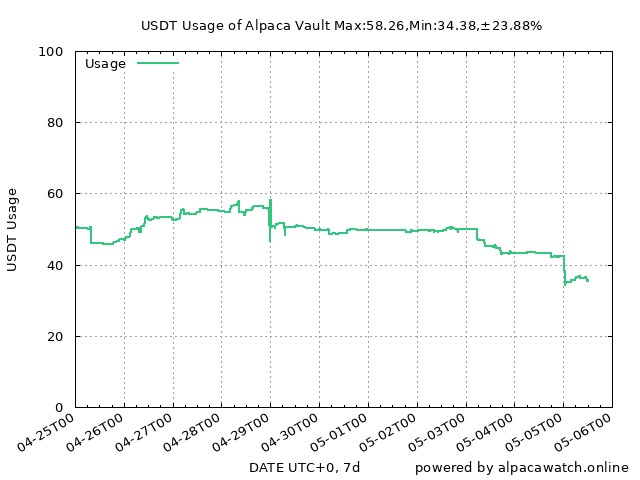 USDT Usage of Alpaca Vault Max:58.26,Min:34.38,±23.88%
Usage
100
80
60
40
20
0
USDT Usage
04-25T00
04-26T00
04-27T00
04-28T00
04-29T00
04-30T00
05-01T00
05-02T00
05-03T00
05-04T00
05-05T00
05-06T00
DATE UTC+0, 7d
powered by alpacawatch.online